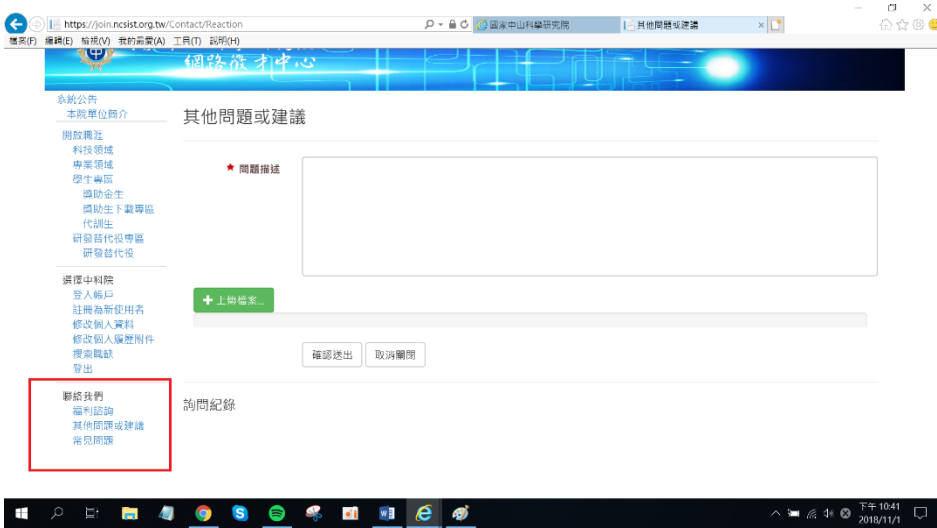 https://join.ncsist.org.tw/Contact/Reaction
國家中山科學研究院
其他問題或建議
檔案(F) 編輯(E) 檢視(V) 我的最愛(A) 工具(T) 說明(H)
網路徵才中心
系統公告
本院單位簡介
開放職涯
科技領域
專業領域
學生專區
獎助金生
獎助生下載專區
代訓生
研發替代役專區
研發替代役
選擇中科院
登入帳戶
註冊為新使用者
修改個人資料
修改個人履歷附件
搜索職缺
登出
聯絡我們
福利諮詢
其他問題或建議
常見問題
其他問題或建議
★ 問題描述
上傳檔案...
確認送出 取消關閉
詢問紀錄
下午 10:41
2018/11/1